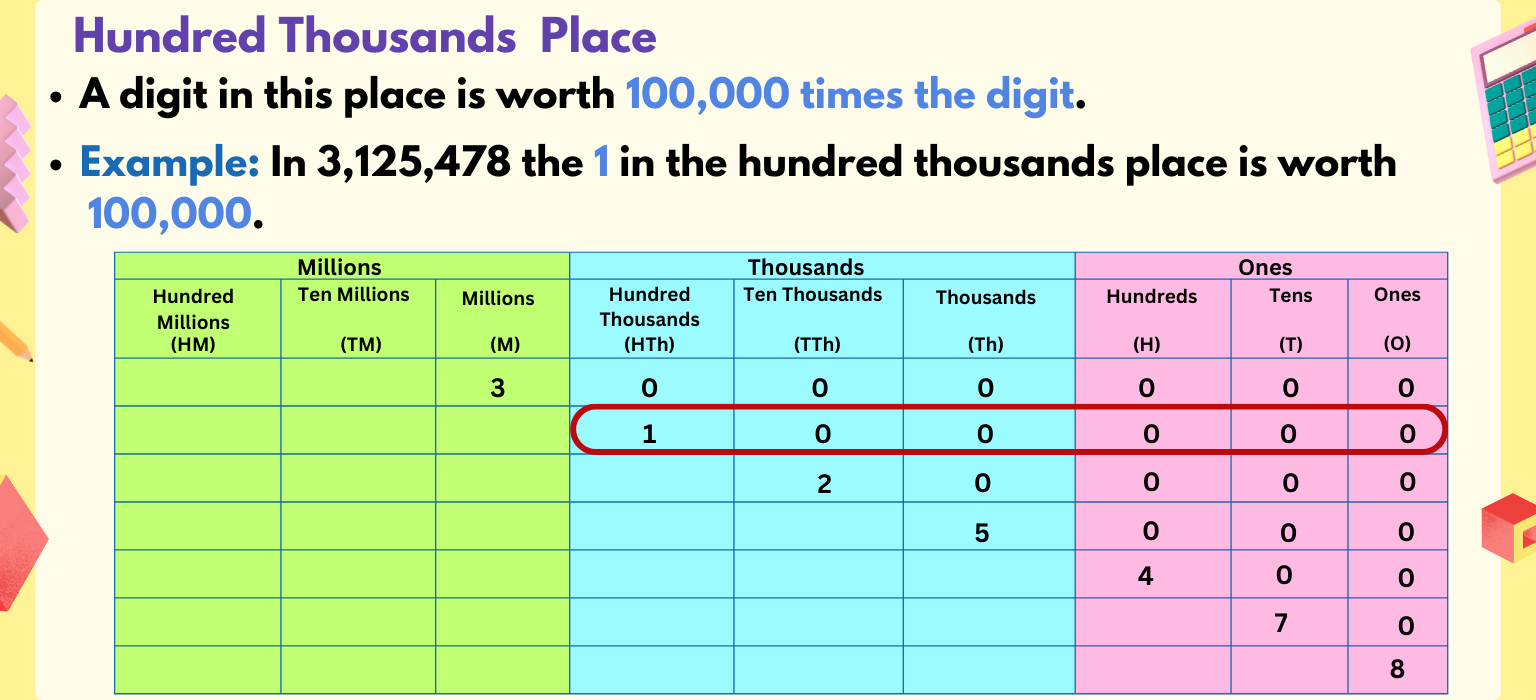 Hundred Thousands Place
• A digit in this place is worth 100,000 times the digit.
• Example: In 3,125,478 the 1 in the hundred thousands place is worth
100,000.
Millions Thousands Ones
Hundred Millions (HM) Ten Millions (TM) Millions (M) Hundred Thousands (HTh) Ten Thousands (TTh) Thousands (Th) Hundreds (H) Tens (T) Ones (O)
3 0 0 0 0 0 0
1 0 0 0 0 0
2 0 0 0 0
5 0 0 0
4 0 0
7 0
8